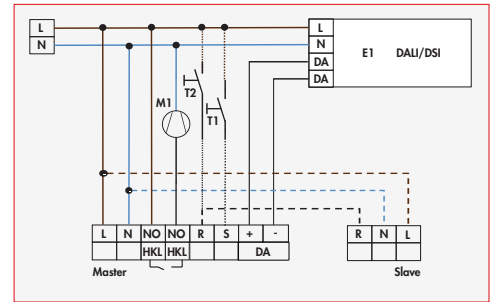 L
N
L
N
DA
DA
E1 DALI/DSI
T2
M1
T1
L N NO NO R S + -
HKL HKL DA
Master
R N L
Slave